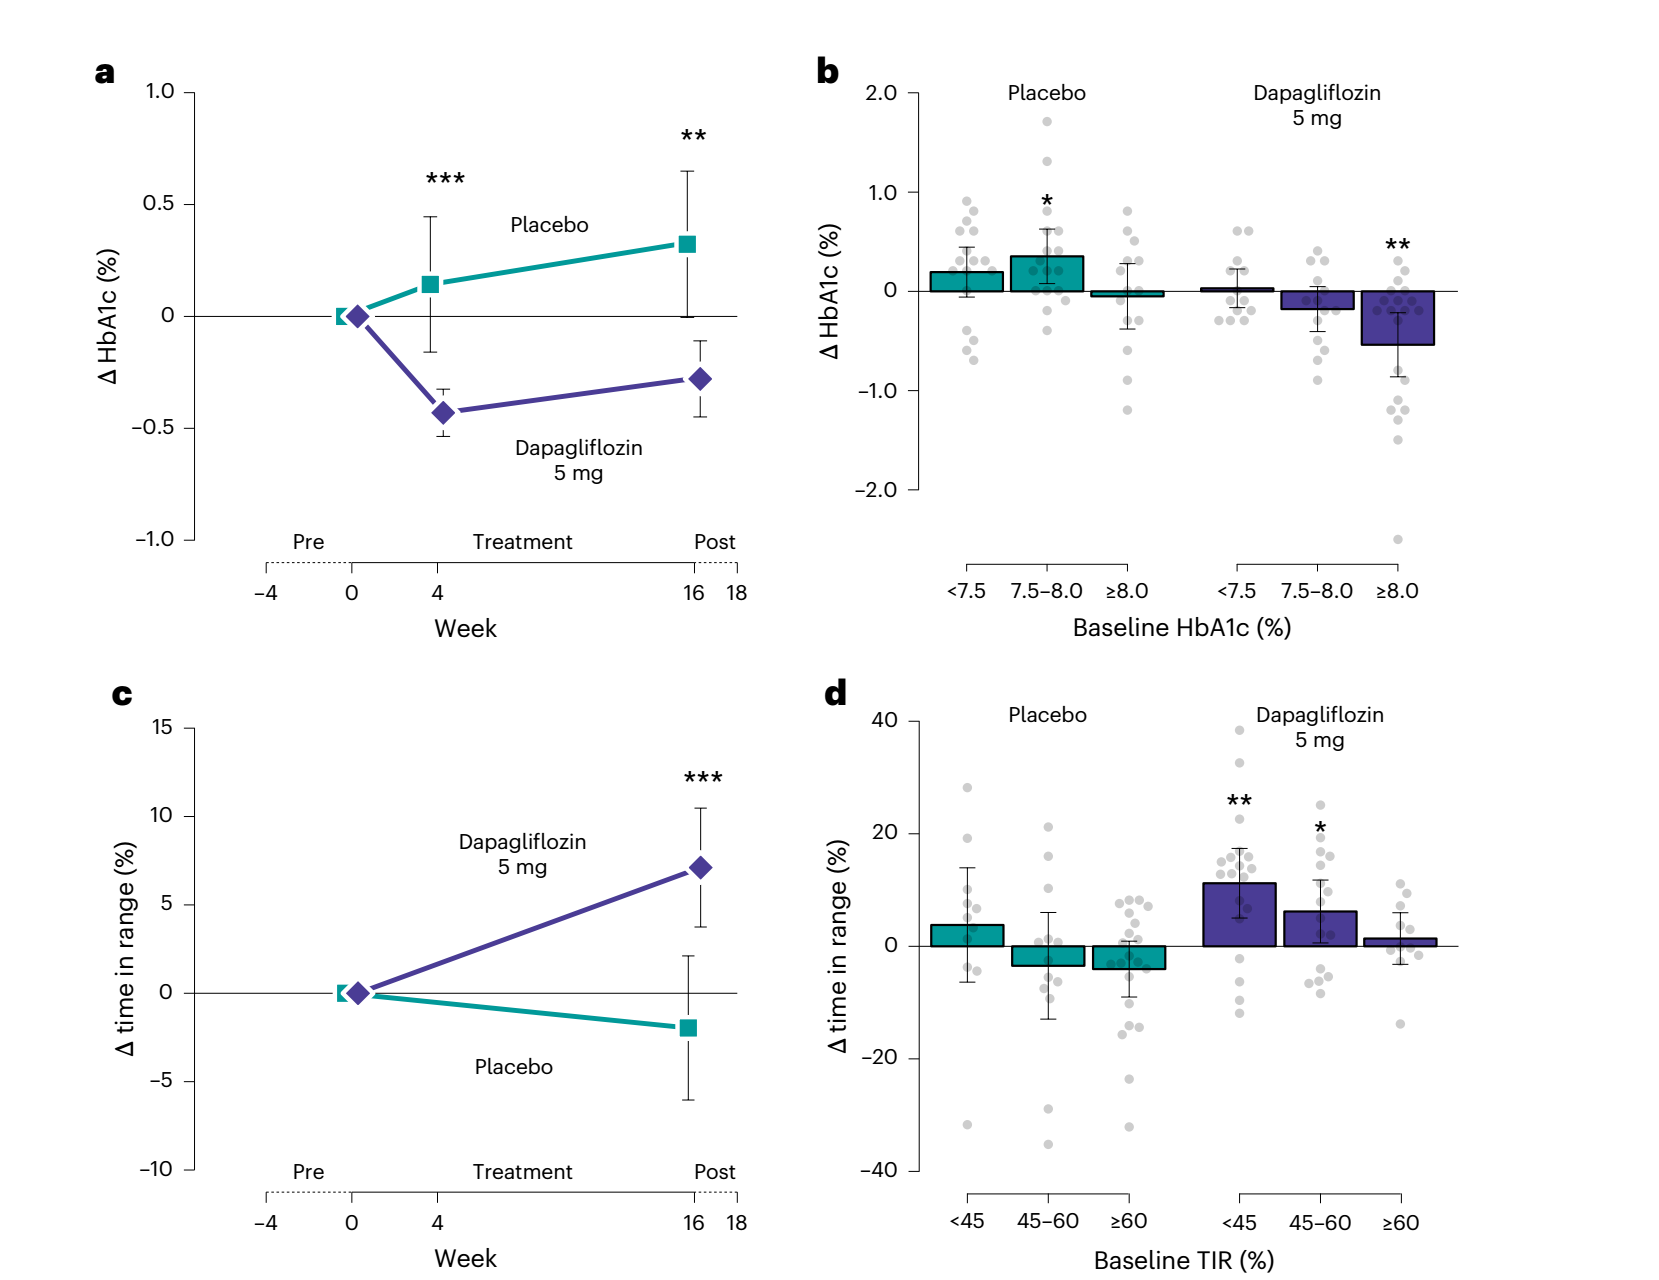 a
1.0
0.5
0
−0.5
−1.0
Δ HbA1c (%)
***
**
Placebo
Dapagliflozin
5 mg
Pre
Treatment
Post
−4
0
4
16
18
Week
b
2.0
1.0
0
−1.0
−2.0
Δ HbA1c (%)
Placebo
Dapagliflozin
5 mg
*
**
<7.5
7.5–8.0
≥8.0
<7.5
7.5–8.0
≥8.0
Baseline HbA1c (%)
c
15
10
5
0
−5
−10
Δ time in range (%)
***
Dapagliflozin
5 mg
Placebo
Pre
Treatment
Post
−4
0
4
16
18
Week
d
40
20
0
−20
−40
Δ time in range (%)
Placebo
Dapagliflozin
5 mg
**
*
<45
45–60
≥60
<45
45–60
≥60
Baseline TIR (%)